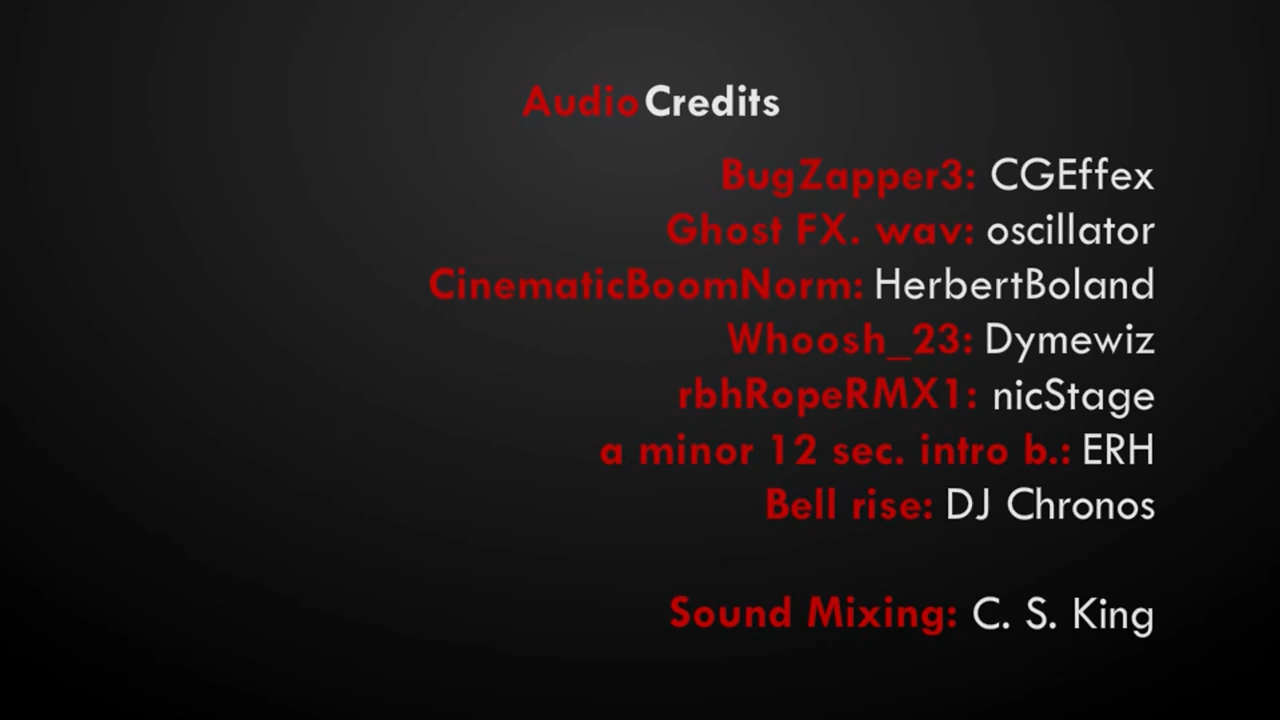 Audio Credits
BugZapper3: CGEffex
Ghost FX. wav: oscillator
CinematicBoomNorm: HerbertBoland
Whoosh_23: Dymewiz
rbhRopeRMX1: nicStage
a minor 12 sec. intro b.: ERH
Bell rise: DJ Chronos
Sound Mixing: C. S. King